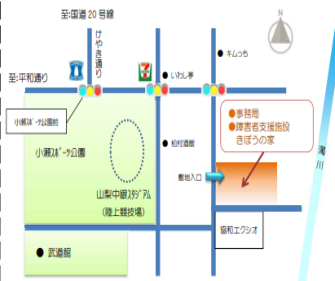 至:国道20号線
けやき通り
N
7
キムっち
いわし亭
至:平和通り
小瀬ｽﾎﾟｰﾂ公園前
●事務局
●障害者支援施設
きぼうの家
小瀬ｽﾎﾟｰﾂ公園
松村酒販
濁川
敷地入口
山梨中銀ｽﾀｼﾞｱﾑ
(陸上競技場)
協和エクシオ
武道館